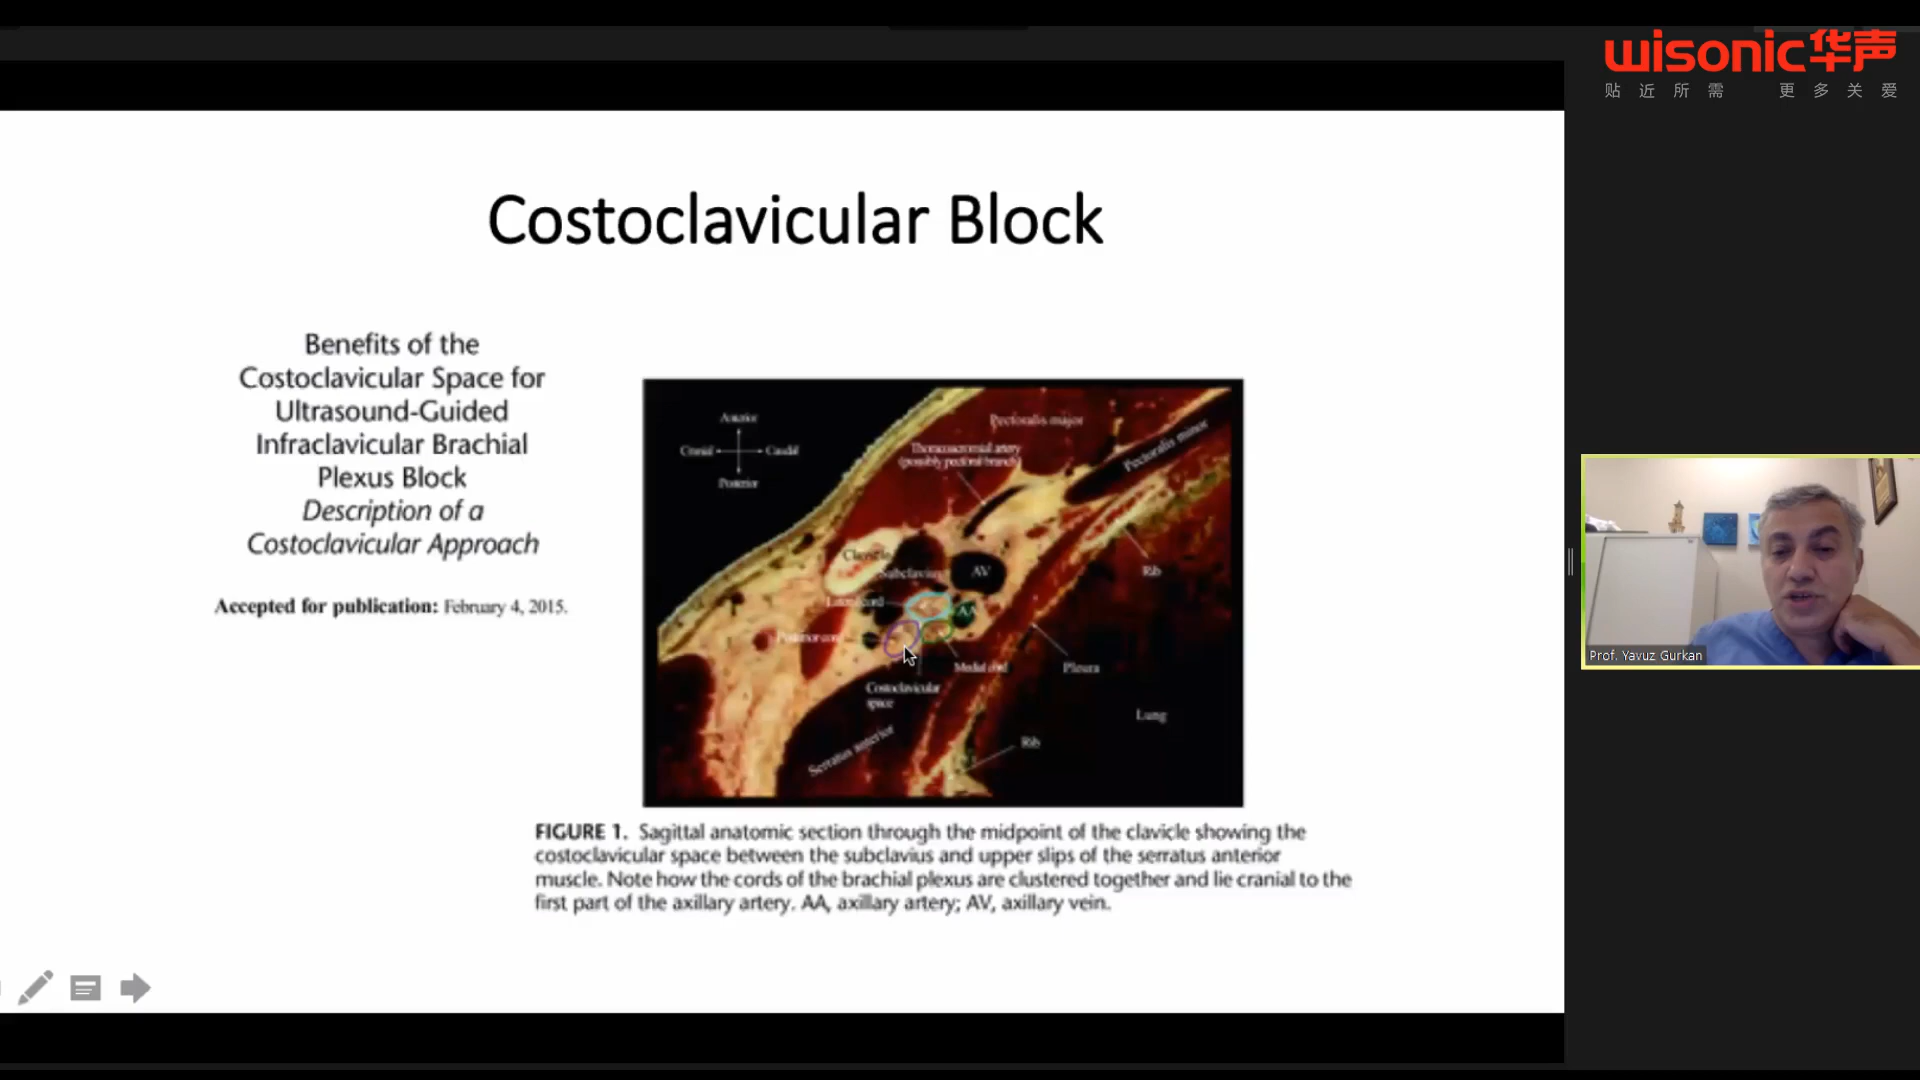 wisonic华声
贴近所需 更多关爱
Costoclavicular Block
Benefits of the
Costoclavicular Space for
Ultrasound-Guided
Infraclavicular Brachial
Plexus Block
Description of a
Costoclavicular Approach
Accepted for publication: February 4, 2015.
Anterior
Cranial
Caudal
Posterior
Pectoralis major
Thoracoacromial artery
(possibly pectoral branch)
Pectoralis minor
Clavicle
Subclavius
AV
Rib
Lateral cord
AA
Posterior cord
Medial cord
Pleura
Costoclavicular
space
Lung
Serratus anterior
Rib
FIGURE 1. Sagittal anatomic section through the midpoint of the clavicle showing the
costoclavicular space between the subclavius and upper slips of the serratus anterior
muscle. Note how the cords of the brachial plexus are clustered together and lie cranial to the
first part of the axillary artery. AA, axillary artery; AV, axillary vein.
Prof. Yavuz Gurkan